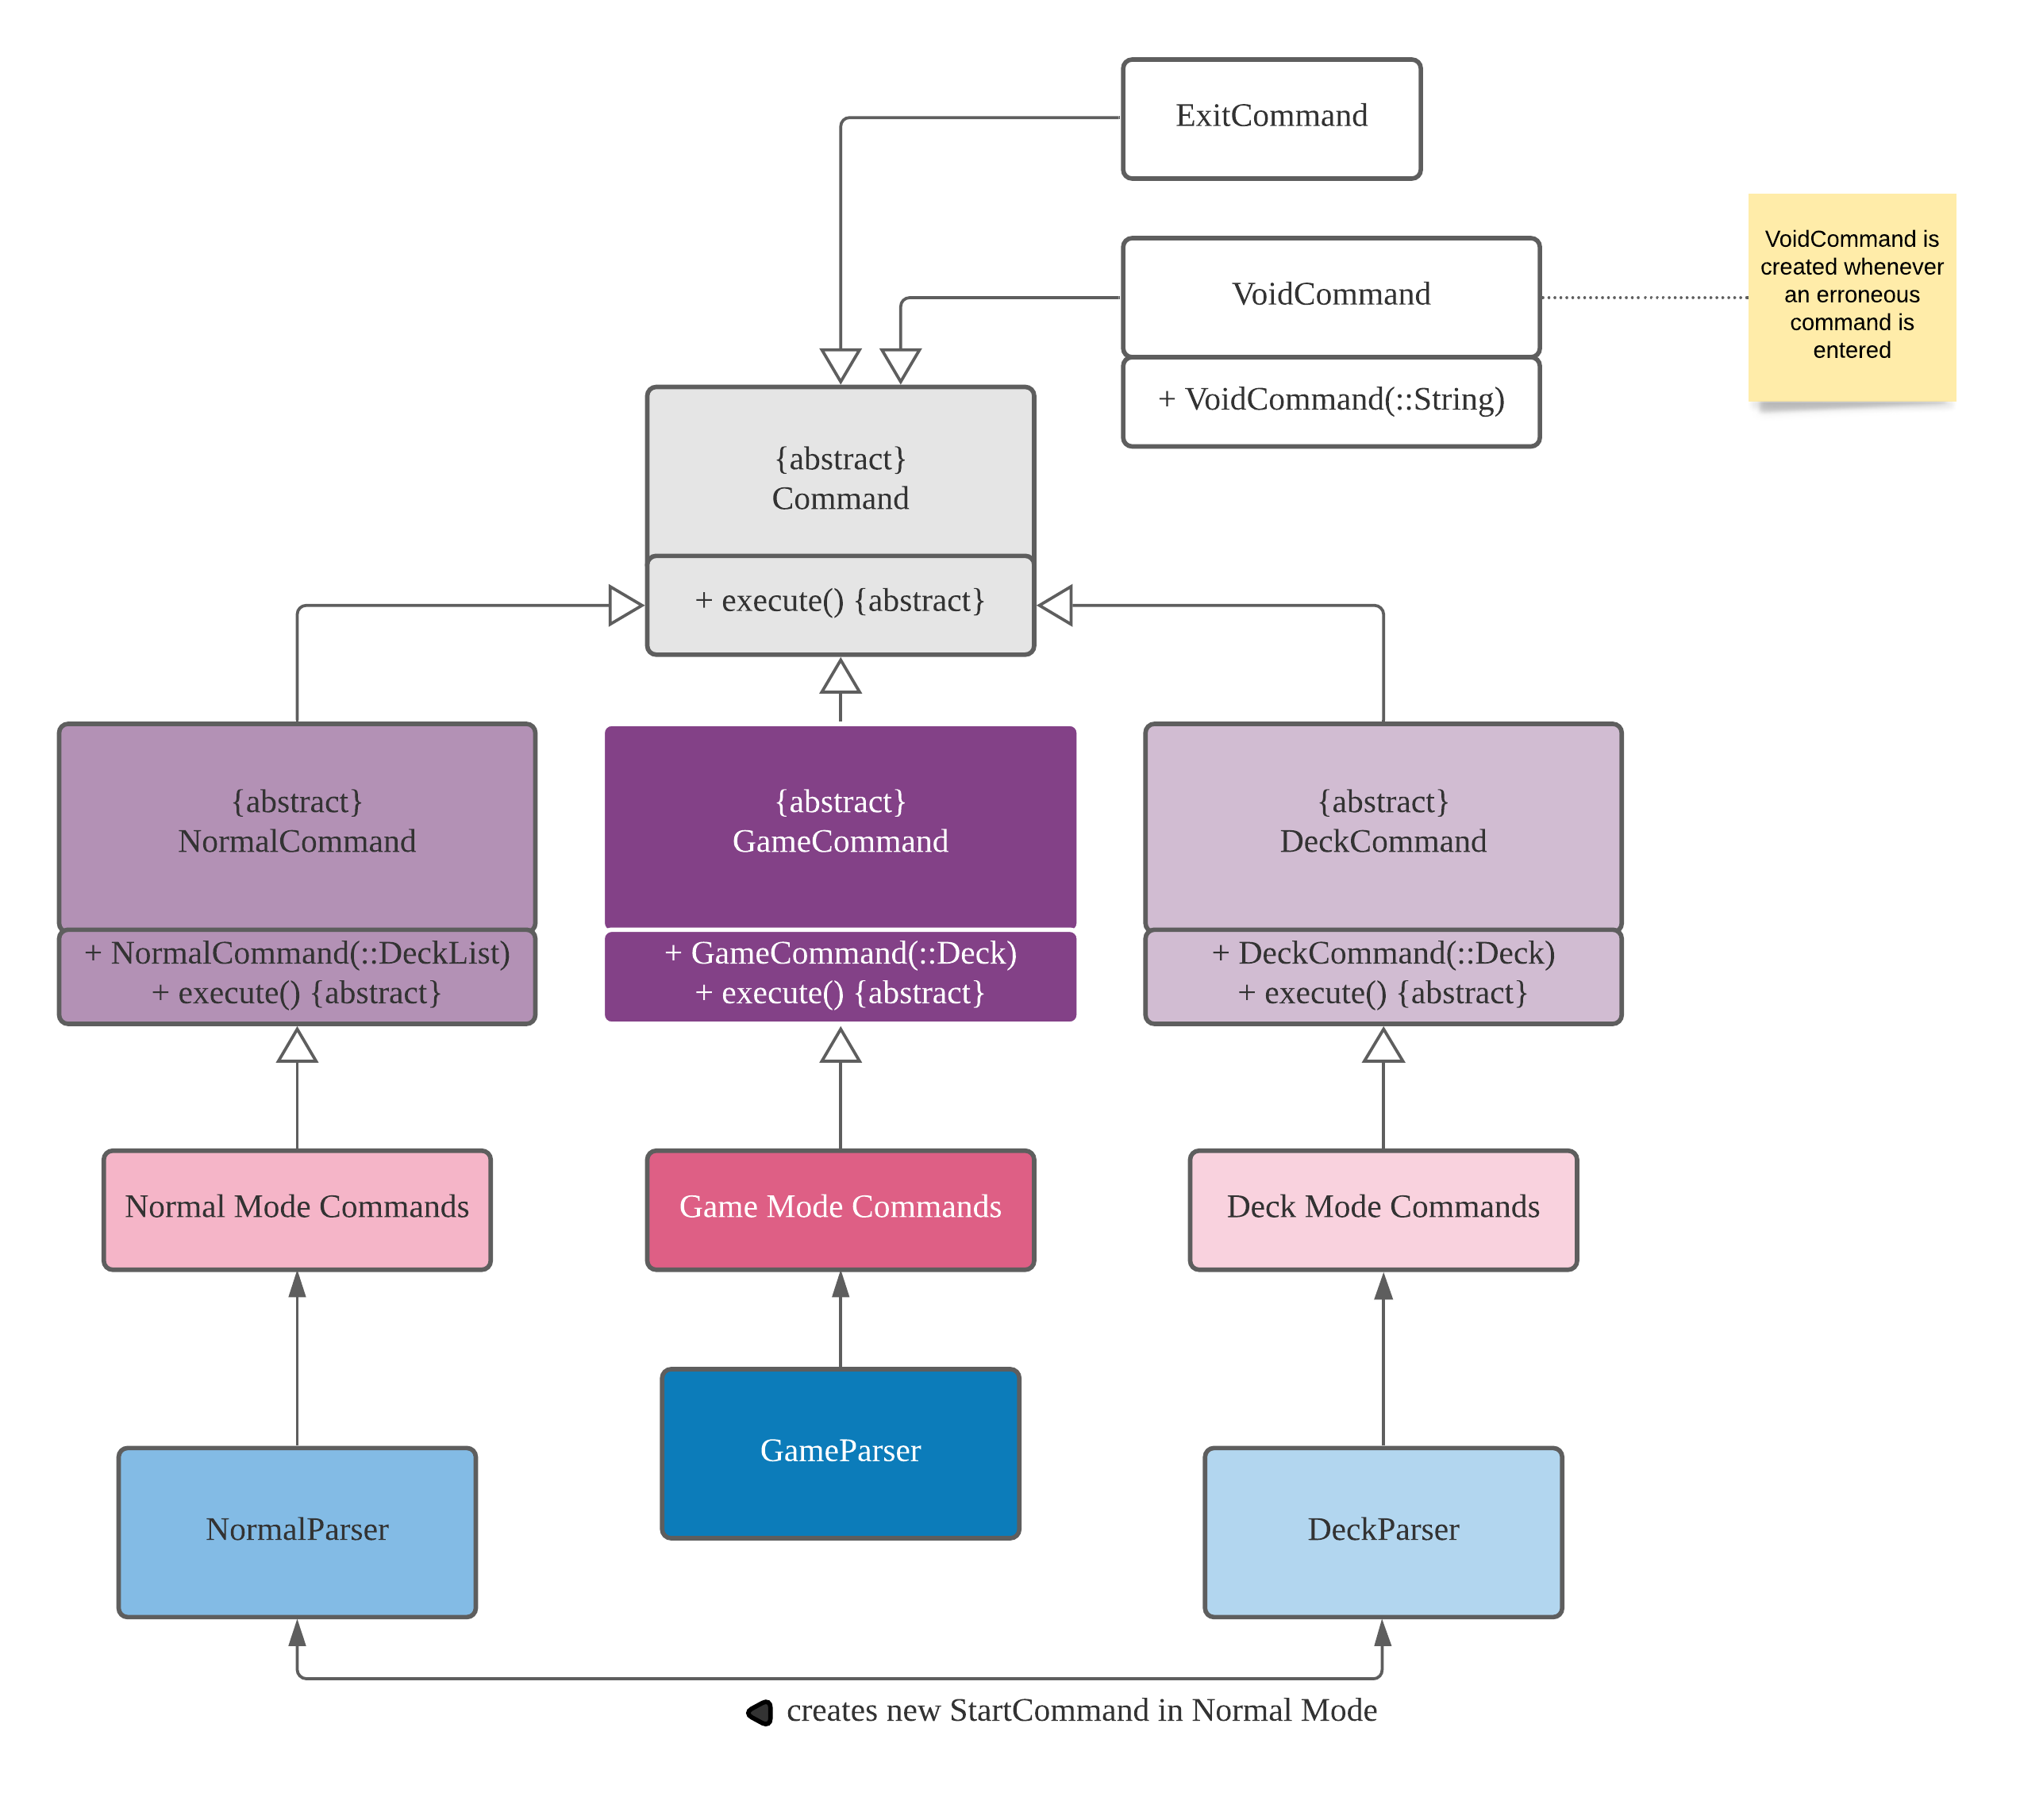 ExitCommand
VoidCommand
+ VoidCommand(::String)
VoidCommand is
created whenever
an erroneous
command is
entered
{abstract}
Command
+ execute() {abstract}
{abstract}
NormalCommand
+ NormalCommand(::DeckList)
+ execute() {abstract}
{abstract}
GameCommand
+ GameCommand(::Deck)
+ execute() {abstract}
{abstract}
DeckCommand
+ DeckCommand(::Deck)
+ execute() {abstract}
Normal Mode Commands
Game Mode Commands
Deck Mode Commands
NormalParser
GameParser
DeckParser
creates new StartCommand in Normal Mode